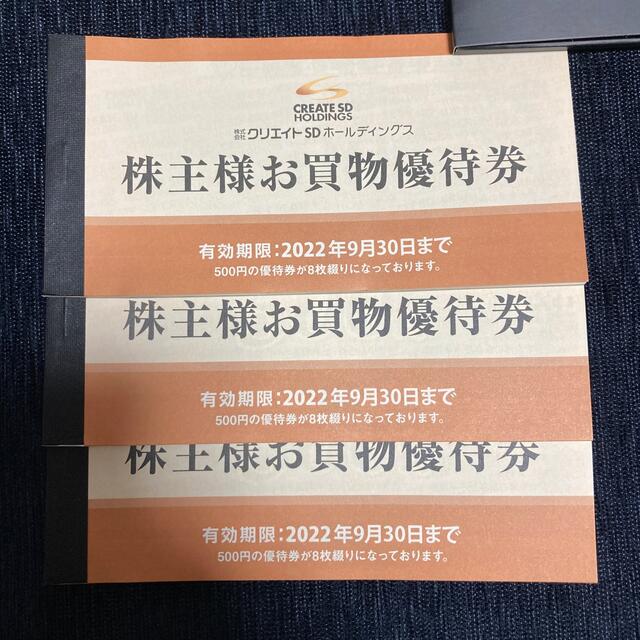 CREATE SD
HOLDINGS
株式会社クリエイトSDホールディングス
株主様お買物優待券
有効期限:2022年9月30日まで
500円の優待券が8枚綴りになっております。
株主様お買物優待券
有効期限:2022年9月30日まで
500円の優待券が8枚綴りになっております。
株主様お買物優待券
有効期限:2022年9月30日まで
500円の優待券が8枚綴りになっております。